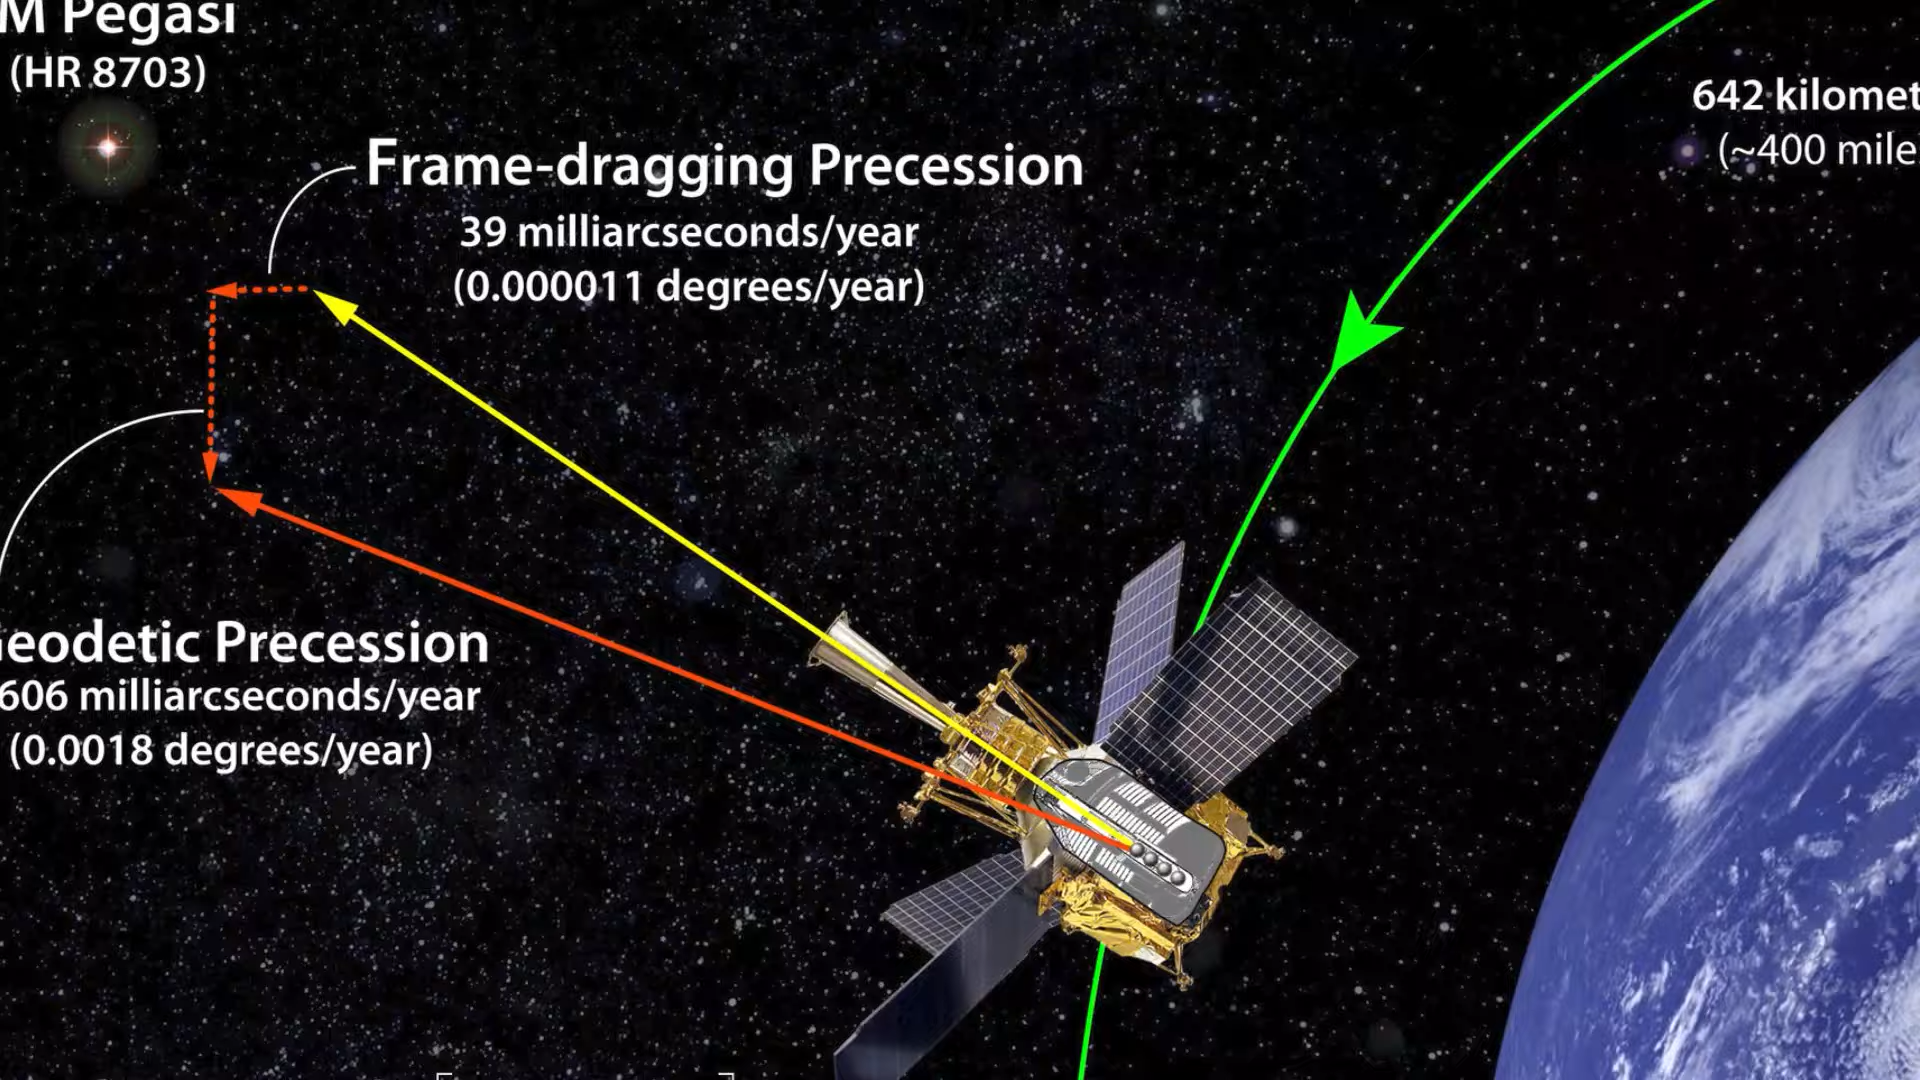 M Pegasi
(HR 8703)
642 kilomet
(~400 mile
Frame-dragging Precession
39 milliarcseconds/year
(0.000011 degrees/year)
eodetic Precession
606 milliarcseconds/year
(0.0018 degrees/year)